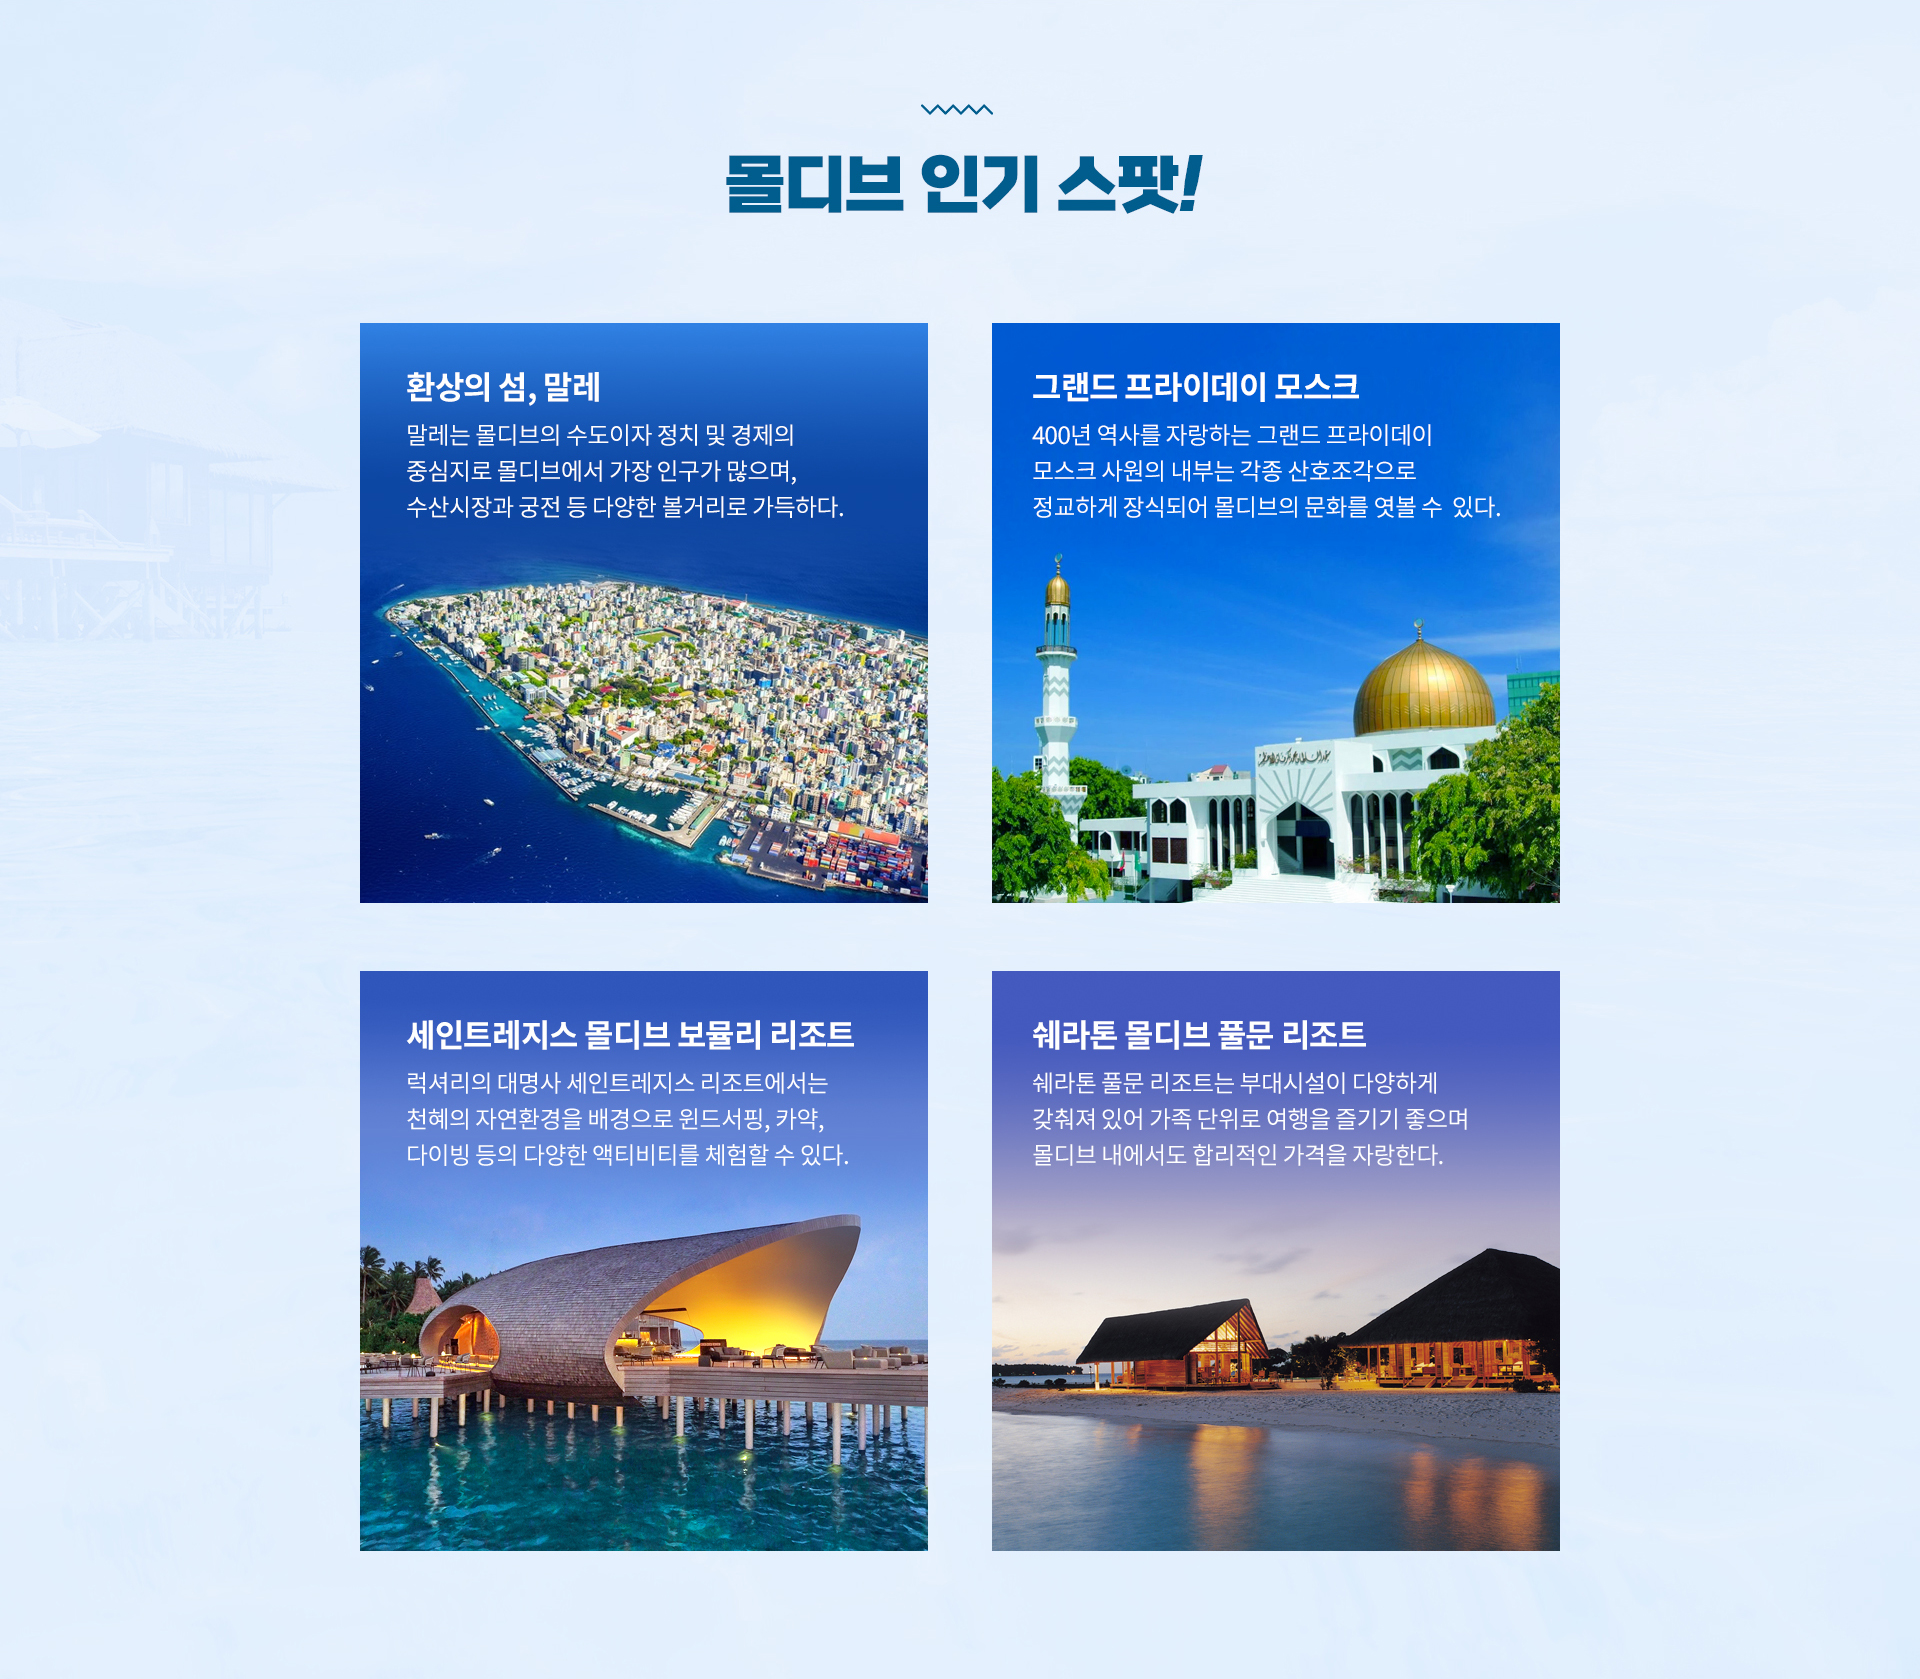 몰디브 인기 스팟!
환상의 섬, 말레
말레는 몰디브의 수도이자 정치 및 경제의
중심지로 몰디브에서 가장 인구가 많으며,
수산시장과 궁전 등 다양한 볼거리로 가득하다.
그랜드 프라이데이 모스크
400년 역사를 자랑하는 그랜드 프라이데이
모스크 사원의 내부는 각종 산호조각으로
정교하게 장식되어 몰디브의 문화를 엿볼 수 있다.
세인트레지스 몰디브 보뮬리 리조트
럭셔리의 대명사 세인트레지스 리조트에서는
천혜의 자연환경을 배경으로 윈드서핑, 카약,
다이빙 등의 다양한 액티비티를 체험할 수 있다.
쉐라톤 몰디브 풀문 리조트
쉐라톤 풀문 리조트는 부대시설이 다양하게
갖춰져 있어 가족 단위로 여행을 즐기기 좋으며
몰디브 내에서도 합리적인 가격을 자랑한다.